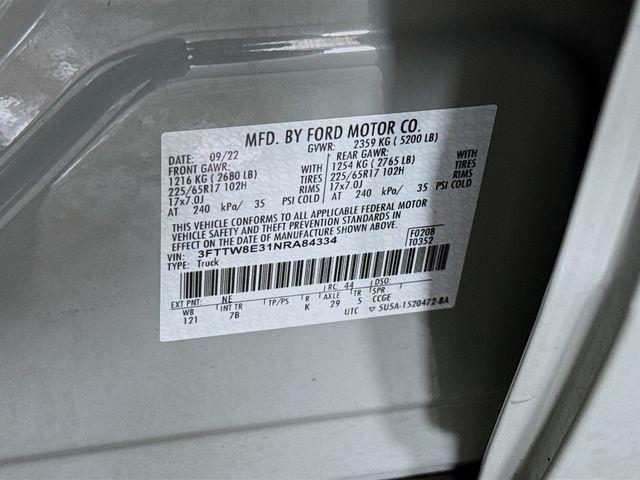 MFD. BY FORD MOTOR CO.
DATE: 09/22 GVWR: 2359 KG ( 5200 LB)
FRONT GAWR: REAR GAWR:
1216 KG ( 2680 LB) WITH 1254 KG ( 2765 LB) WITH
225/65R17 102H TIRES 225/65R17 102H TIRES
17x7.0J RIMS 17x7.0J RIMS
AT 240 kPa/ 35 PSI COLD AT 240 kPa/ 35 PSI COLD
THIS VEHICLE CONFORMS TO ALL APPLICABLE FEDERAL MOTOR
VEHICLE SAFETY AND THEFT PREVENTION STANDARDS IN
EFFECT ON THE DATE OF MANUFACTURE SHOWN ABOVE.
VIN: 3FTTW8E31NRA84334 F0208
TYPE: Truck T0352
RC: 44 DSO:
EXT PNT: NE
WB INT TR TP/PS R AXLE TR SPR
121 7B K 29 5 CCGE
UTC ▽ 5U5A-1520472-BA